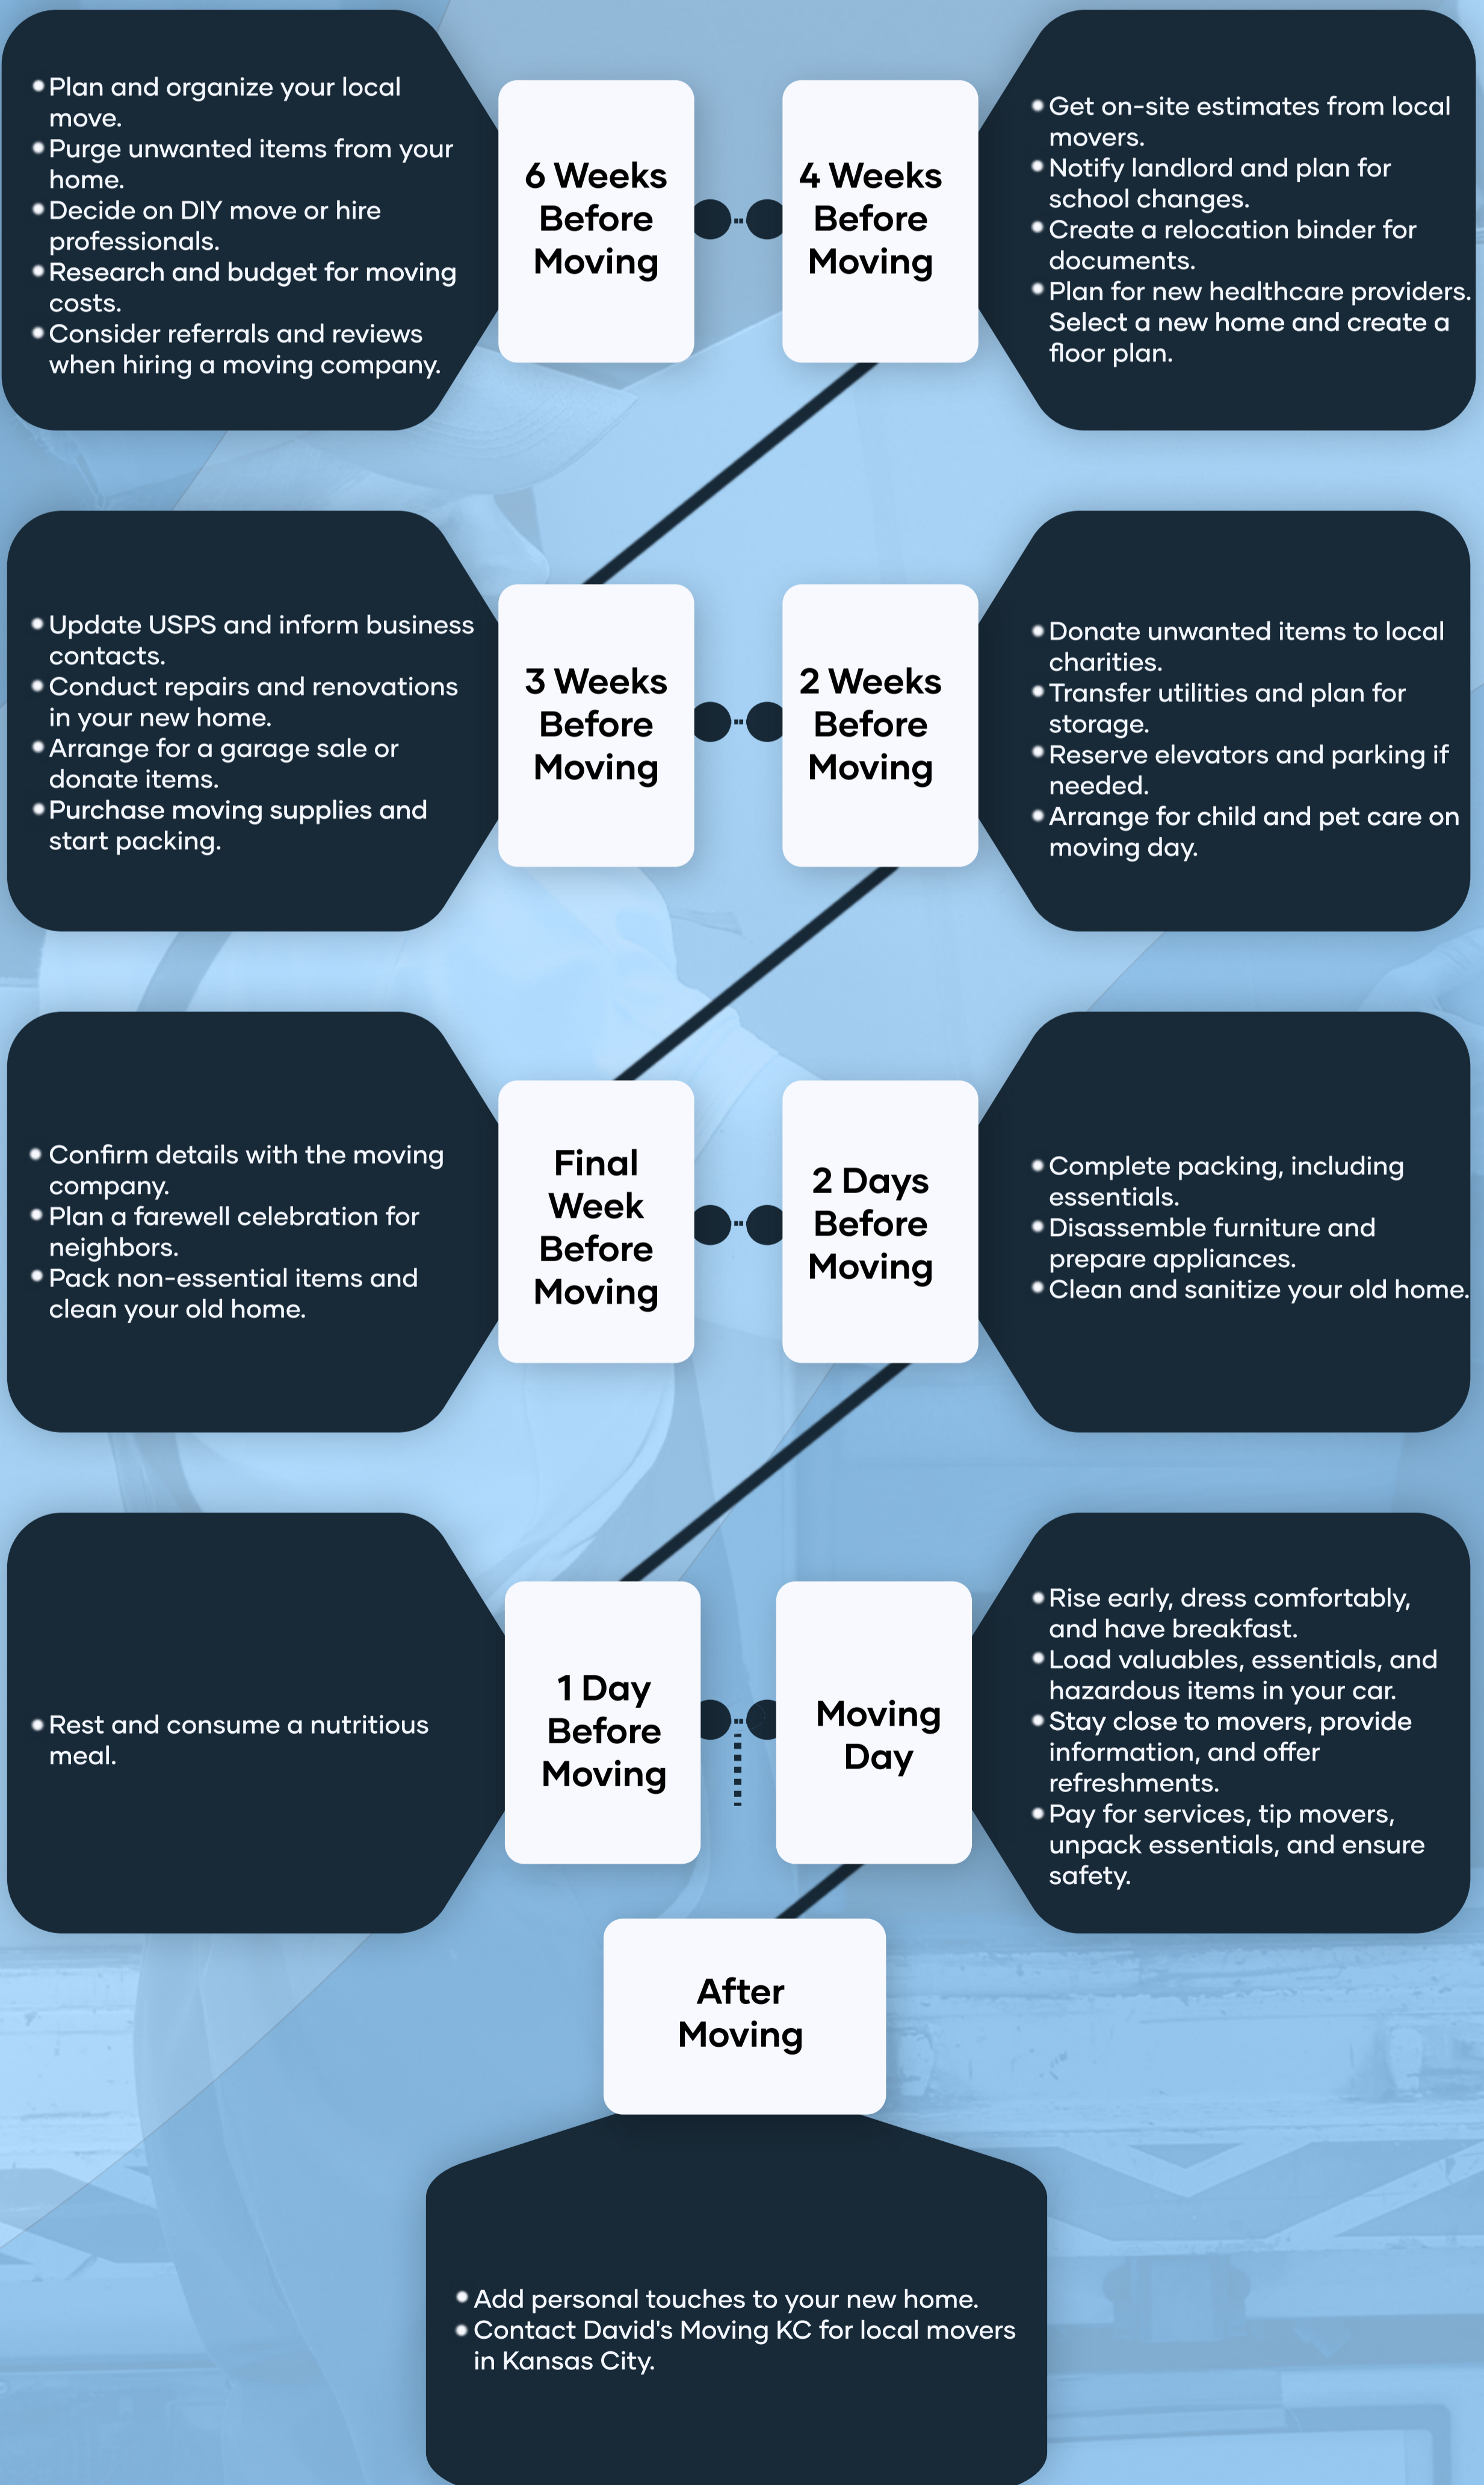 6 Weeks
Before
Moving
Plan and organize your local
move.
Purge unwanted items from your
home.
Decide on DIY move or hire
professionals.
Research and budget for moving
costs.
Consider referrals and reviews
when hiring a moving company.
4 Weeks
Before
Moving
Get on-site estimates from local
movers.
Notify landlord and plan for
school changes.
Create a relocation binder for
documents.
Plan for new healthcare providers.
Select a new home and create a
floor plan.
3 Weeks
Before
Moving
Update USPS and inform business
contacts.
Conduct repairs and renovations
in your new home.
Arrange for a garage sale or
donate items.
Purchase moving supplies and
start packing.
2 Weeks
Before
Moving
Donate unwanted items to local
charities.
Transfer utilities and plan for
storage.
Reserve elevators and parking if
needed.
Arrange for child and pet care on
moving day.
Final
Week
Before
Moving
Confirm details with the moving
company.
Plan a farewell celebration for
neighbors.
Pack non-essential items and
clean your old home.
2 Days
Before
Moving
Complete packing, including
essentials.
Disassemble furniture and
prepare appliances.
Clean and sanitize your old home.
1 Day
Before
Moving
Rest and consume a nutritious
meal.
Moving
Day
Rise early, dress comfortably,
and have breakfast.
Load valuables, essentials, and
hazardous items in your car.
Stay close to movers, provide
information, and offer
refreshments.
Pay for services, tip movers,
unpack essentials, and ensure
safety.
After
Moving
Add personal touches to your new home.
Contact David's Moving KC for local movers
in Kansas City.